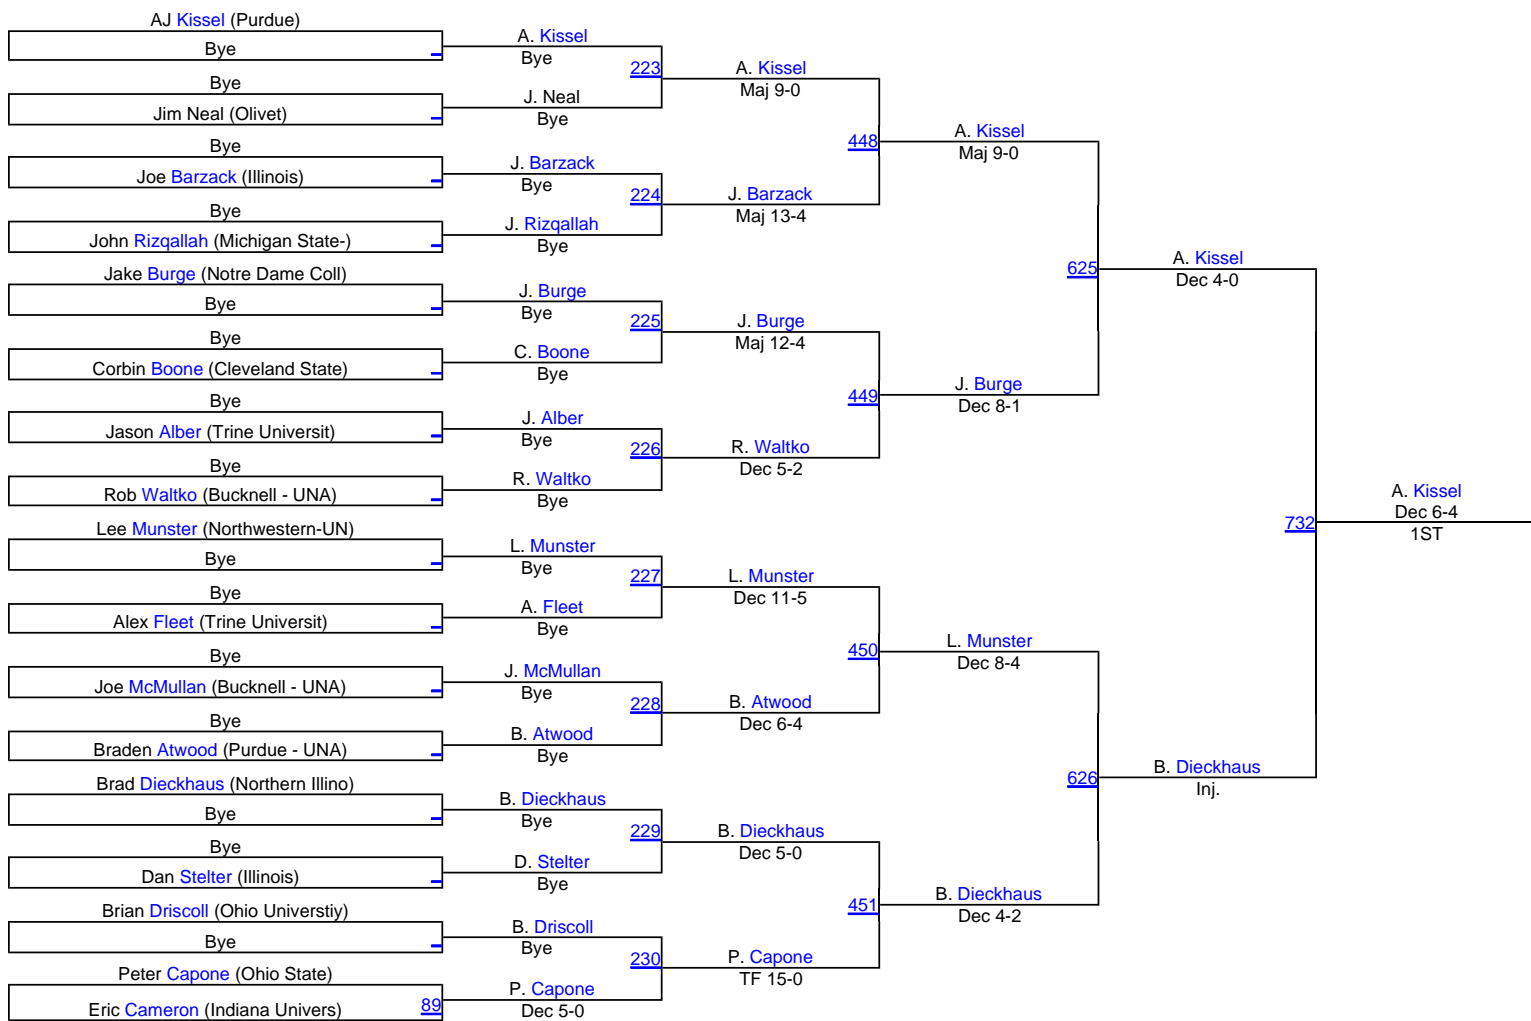 AJ Kissel (Purdue)
Bye
Bye
Jim Neal (Olivet)
Bye
Joe Barzack (Illinois)
Bye
John Rizqallah (Michigan State-)
Jake Burge (Notre Dame Coll)
Bye
Bye
Corbin Boone (Cleveland State)
Bye
Jason Alber (Trine Universit)
Bye
Rob Waltko (Bucknell - UNA)
Lee Munster (Northwestern-UN)
Bye
Bye
Alex Fleet (Trine Universit)
Bye
Joe McMullan (Bucknell - UNA)
Bye
Braden Atwood (Purdue - UNA)
Brad Dieckhaus (Northern Illino)
Bye
Bye
Dan Stelter (Illinois)
Brian Driscoll (Ohio Universtiy)
Bye
Peter Capone (Ohio State)
Eric Cameron (Indiana Univers) 89
A. Kissel
Bye
223
J. Neal
Bye
J. Barzack
Bye
224
J. Rizqallah
Bye
J. Burge
Bye
225
C. Boone
Bye
J. Alber
Bye
226
R. Waltko
Bye
L. Munster
Bye
227
A. Fleet
Bye
J. McMullan
Bye
228
B. Atwood
Bye
B. Dieckhaus
Bye
229
D. Stelter
Bye
B. Driscoll
Bye
230
P. Capone
Dec 5-0
A. Kissel
Maj 9-0
448
J. Barzack
Maj 13-4
J. Burge
Maj 12-4
449
R. Waltko
Dec 5-2
L. Munster
Dec 11-5
450
B. Atwood
Dec 6-4
B. Dieckhaus
Dec 5-0
451
P. Capone
TF 15-0
A. Kissel
Maj 9-0
625
J. Burge
Dec 8-1
L. Munster
Dec 8-4
626
B. Dieckhaus
Dec 4-2
A. Kissel
Dec 4-0
732
B. Dieckhaus
Inj.
A. Kissel
Dec 6-4
1ST